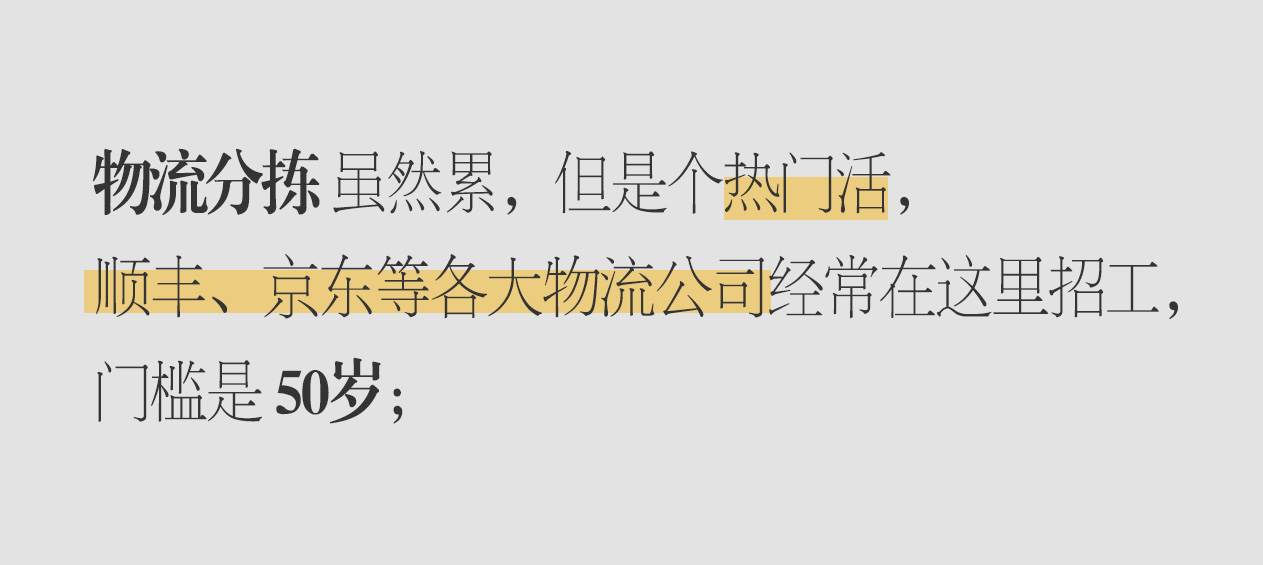 物流分拣 虽然累，但是个热门活，
顺丰、京东等各大物流公司经常在这里招工，
门槛是 50岁；